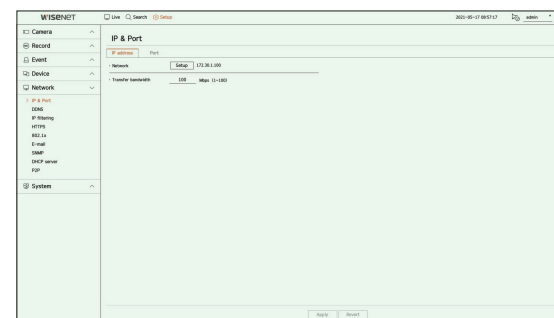 WISENET Live Search Setup 2021-05-17 08:57:17 admin
Camera
Record
Event
Device
Network
IP & Port
DDNS
IP filtering
HTTPS
802.1x
E-mail
SNMP
DHCP server
P2P
System
IP & Port
IP address Port
Network Setup 172.30.1.100
Transfer bandwidth 100 Mbps (1~100)
Apply Revert